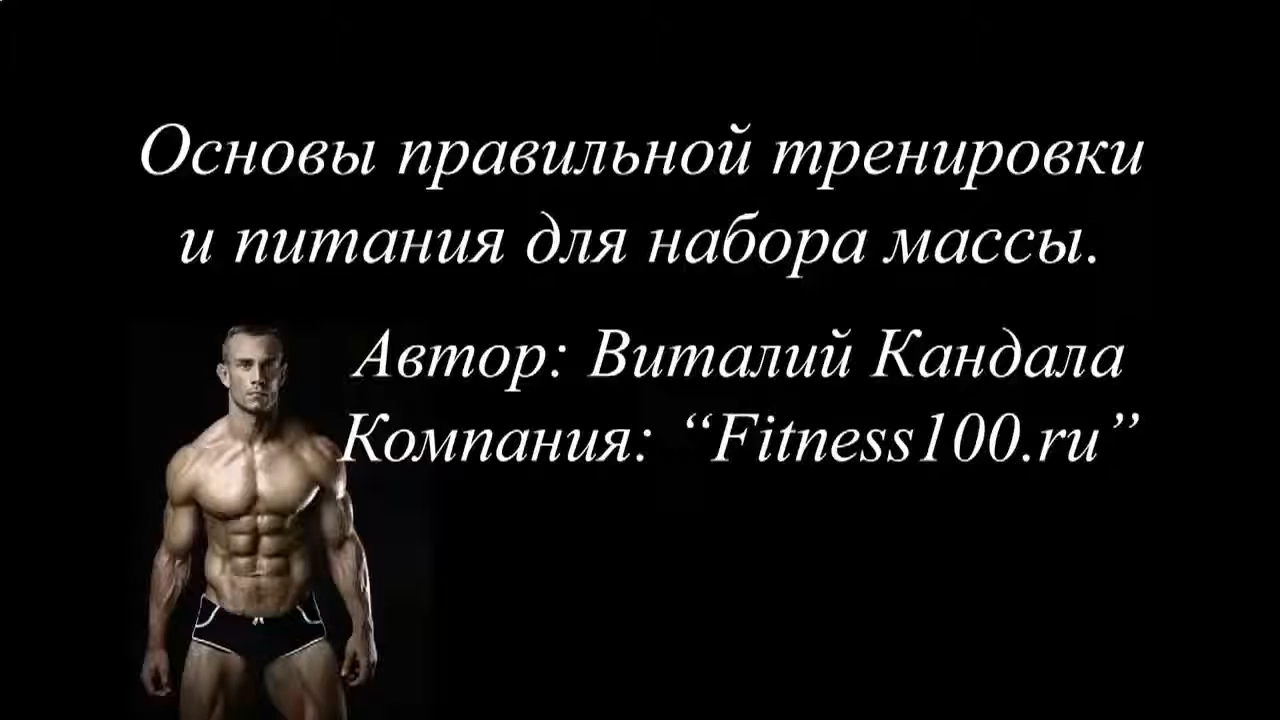 Основы правильной тренировки
и питания для набора массы.
Автор: Виталий Кандала
Компания: “Fitness100.ru”